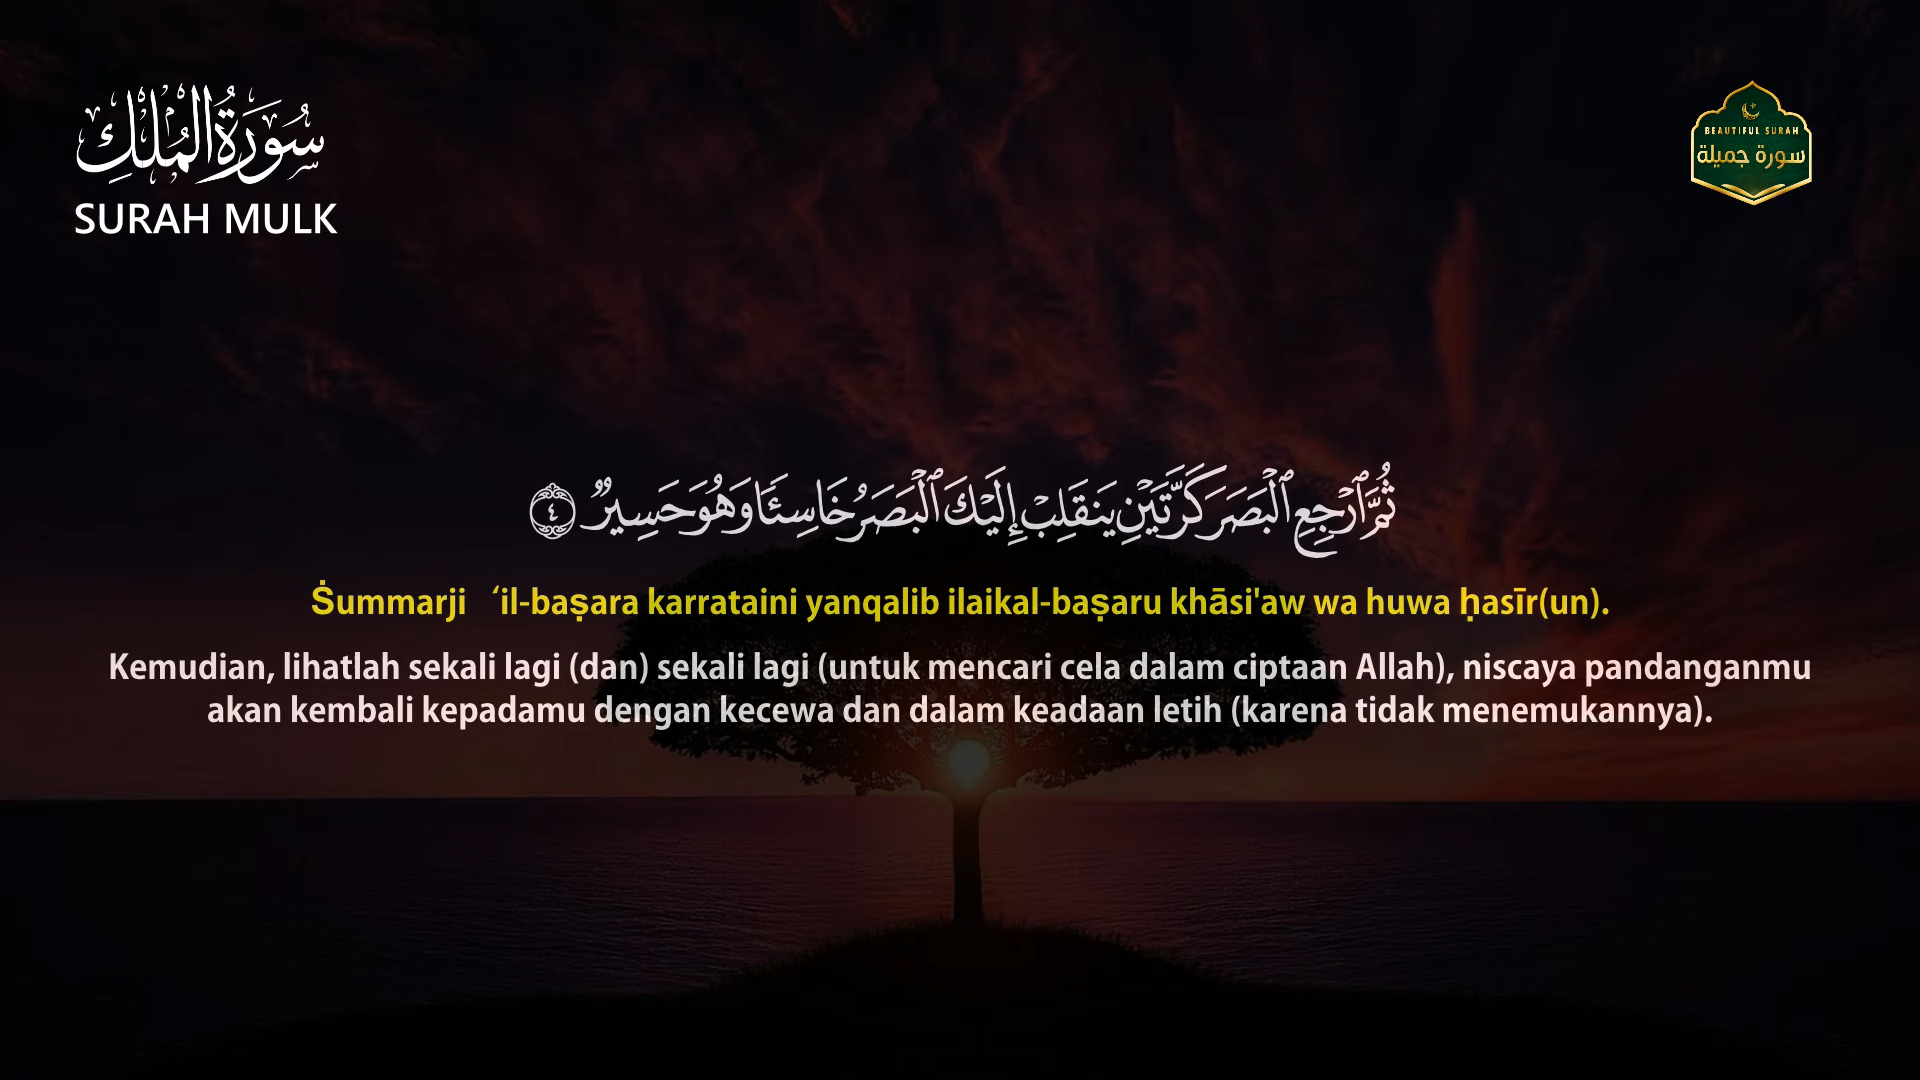 سُورَةُ المُلْكِ
SURAH MULK
BEAUTIFUL SURAH
سورة جميلة
ثُمَّ ٱرْجِعِ ٱلْبَصَرَ كَرَّتَيْنِ يَنقَلِبْ إِلَيْكَ ٱلْبَصَرُ خَاسِئًا وَهُوَ حَسِيرٌ ٤
Ṡummarji ‘il-baṣara karrataini yanqalib ilaikal-baṣaru khāsi'aw wa huwa ḥasīr(un).
Kemudian, lihatlah sekali lagi (dan) sekali lagi (untuk mencari cela dalam ciptaan Allah), niscaya pandanganmu
akan kembali kepadamu dengan kecewa dan dalam keadaan letih (karena tidak menemukannya).